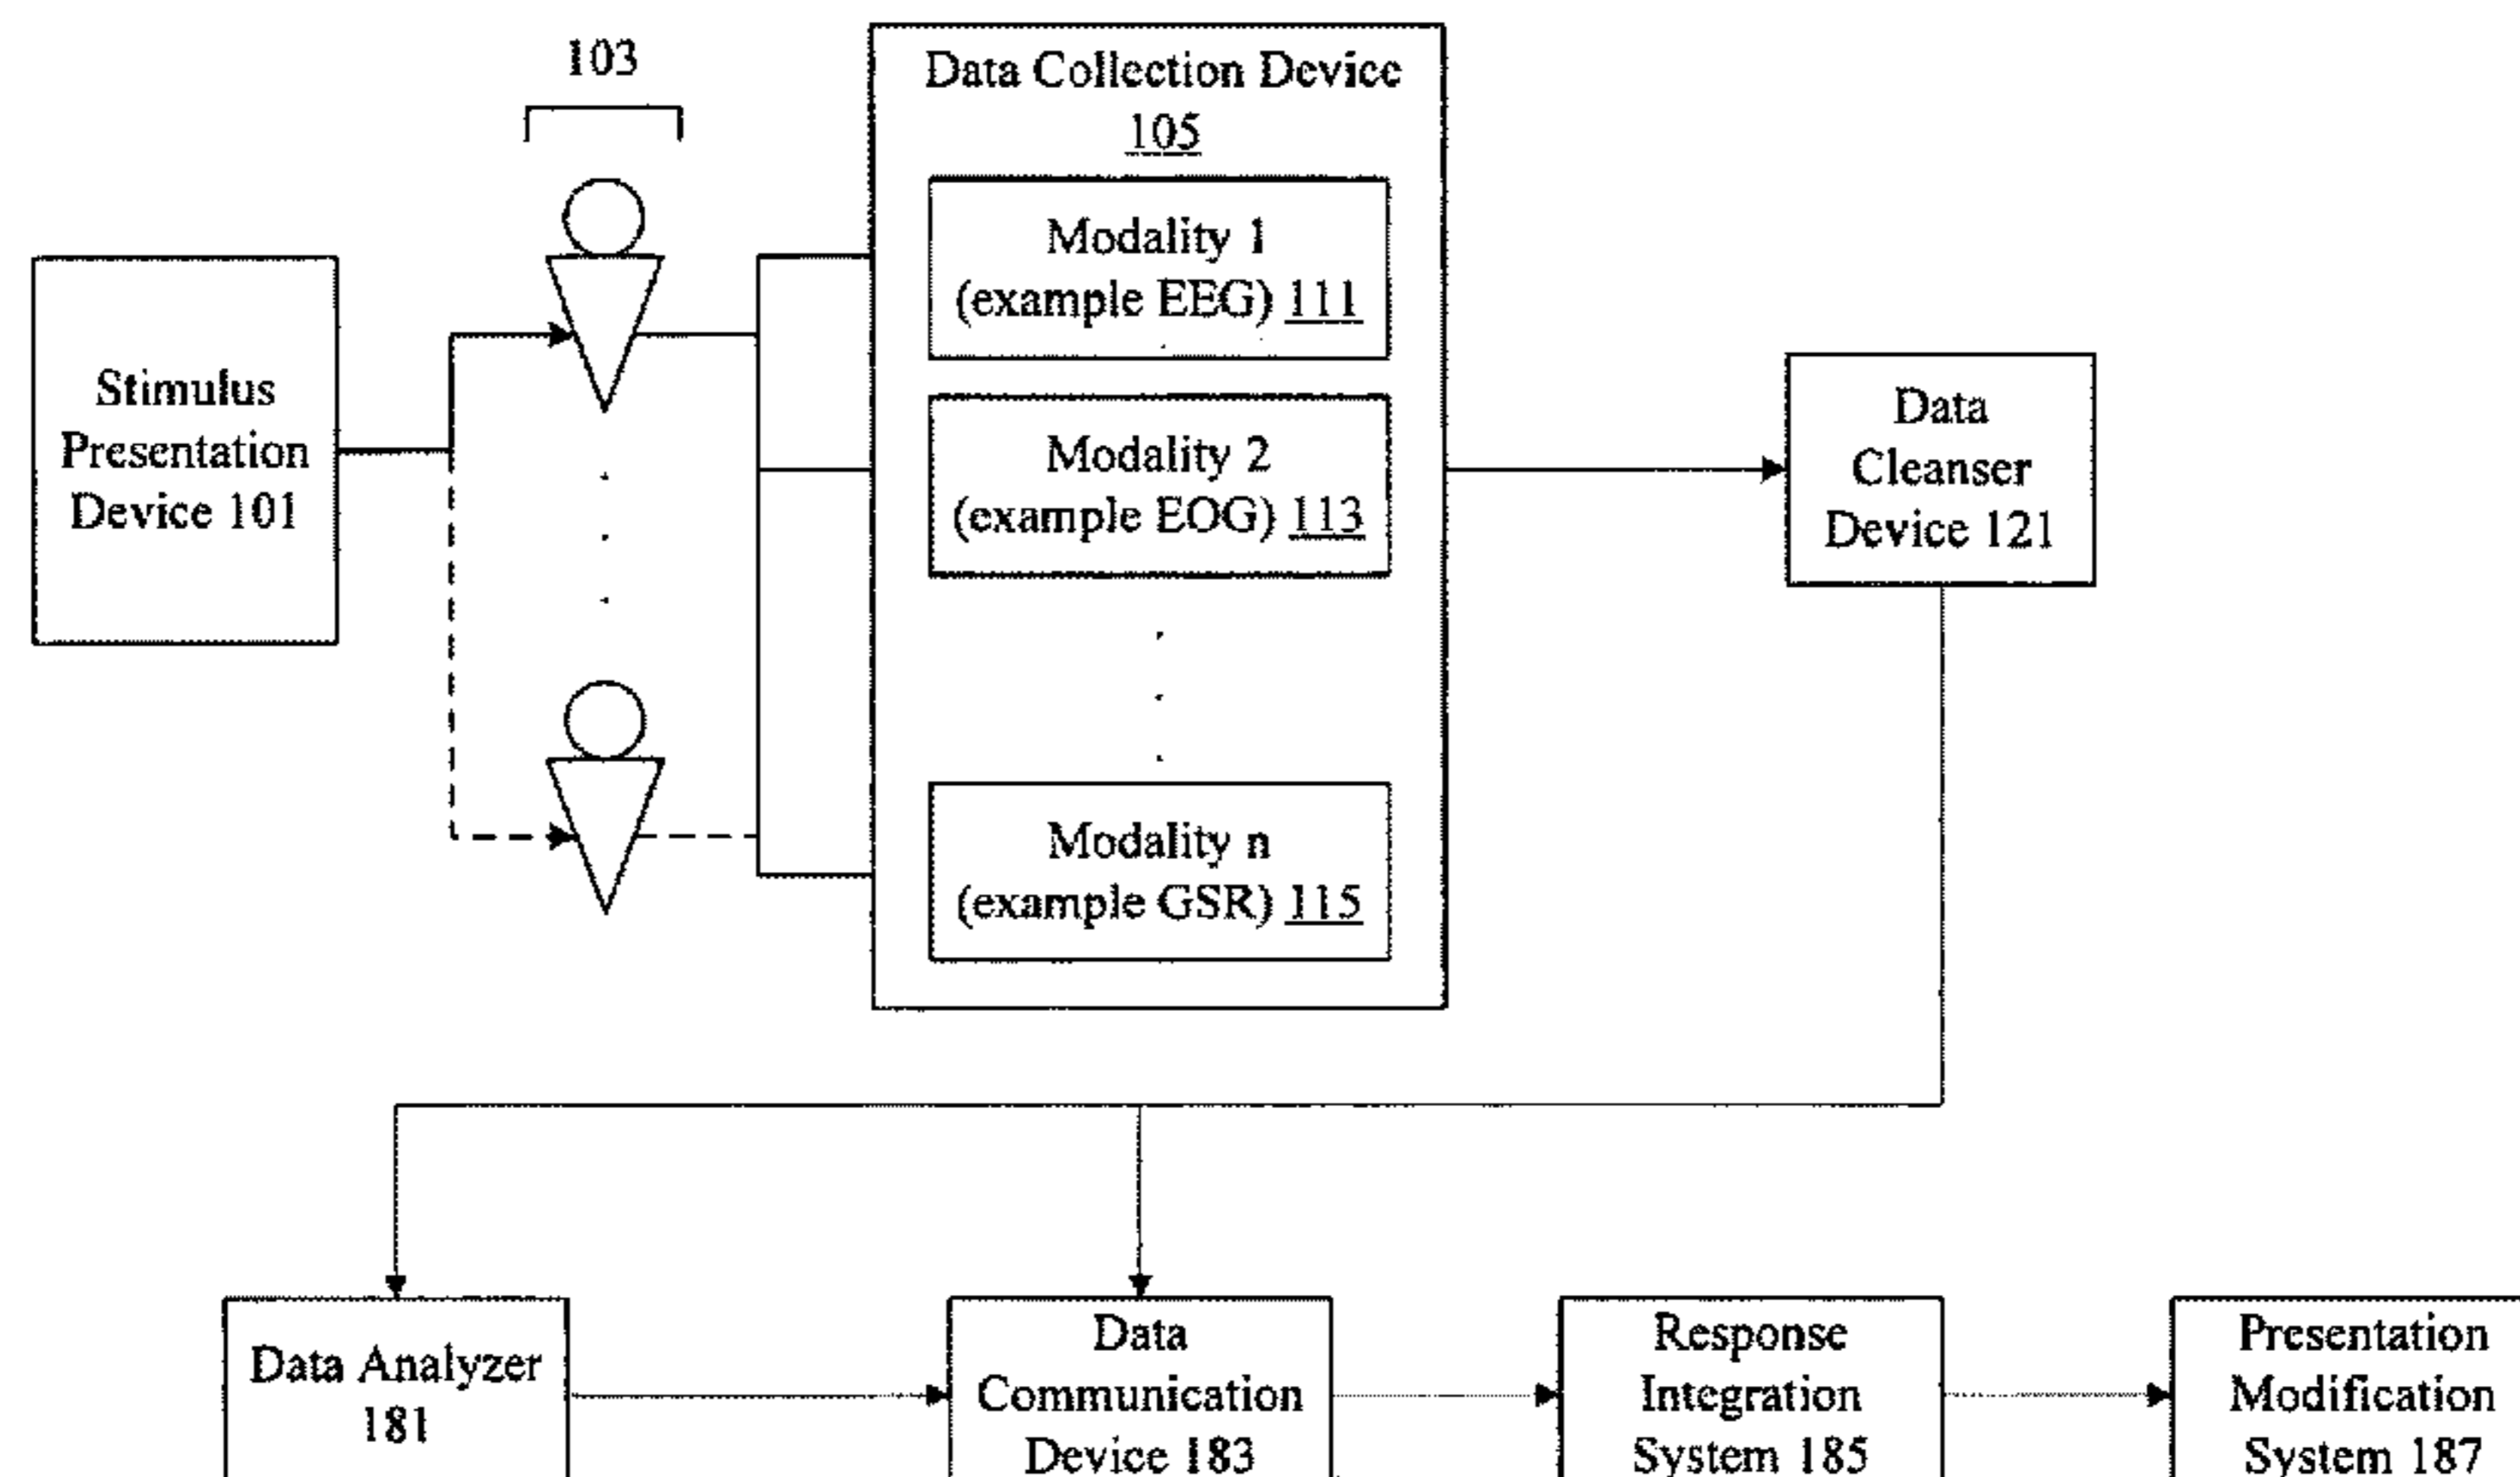 103
Data Collection Device
105
Modality 1
(example EEG) 111
Stimulus
Presentation
Device 101
Modality 2
(example EOG) 113
Data
Cleanser
Device 121
Modality n
(example GSR) 115
Data Analyzer
181
Data
Communication
Device 183
Response
Integration
System 185
Presentation
Modification
System 187